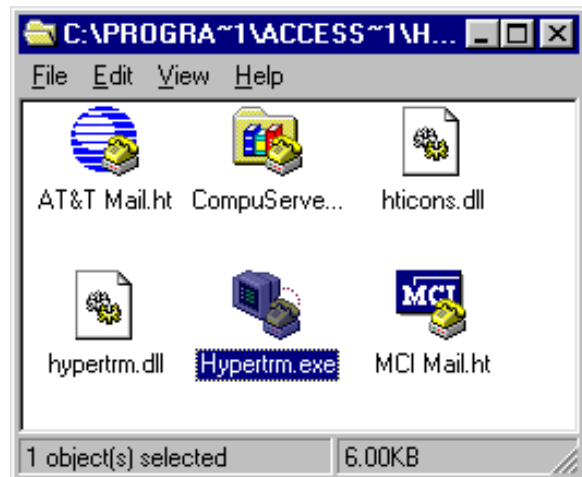 C:\PROGRA~1\ACCESS~1\H...
File Edit View Help
AT&T Mail.ht CompuServe... hticons.dll
MCI
hypertrm.dll Hypertrm.exe MCI Mail.ht
1 object(s) selected 6.00KB